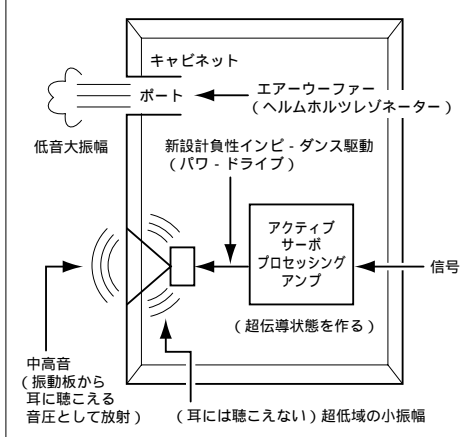 キャビネット
ポート
エアーウーファー
（ヘルムホルツレゾネーター）
低音大振幅
新設計負性インピ - ダンス駆動
（パワ - ドライブ）
アクティブ
サーボ
プロセッシング
アンプ
信号
（超伝導状態を作る）
中高音
（振動板から
耳に聴こえる
音圧として放射）
（耳には聴こえない）超低域の小振幅